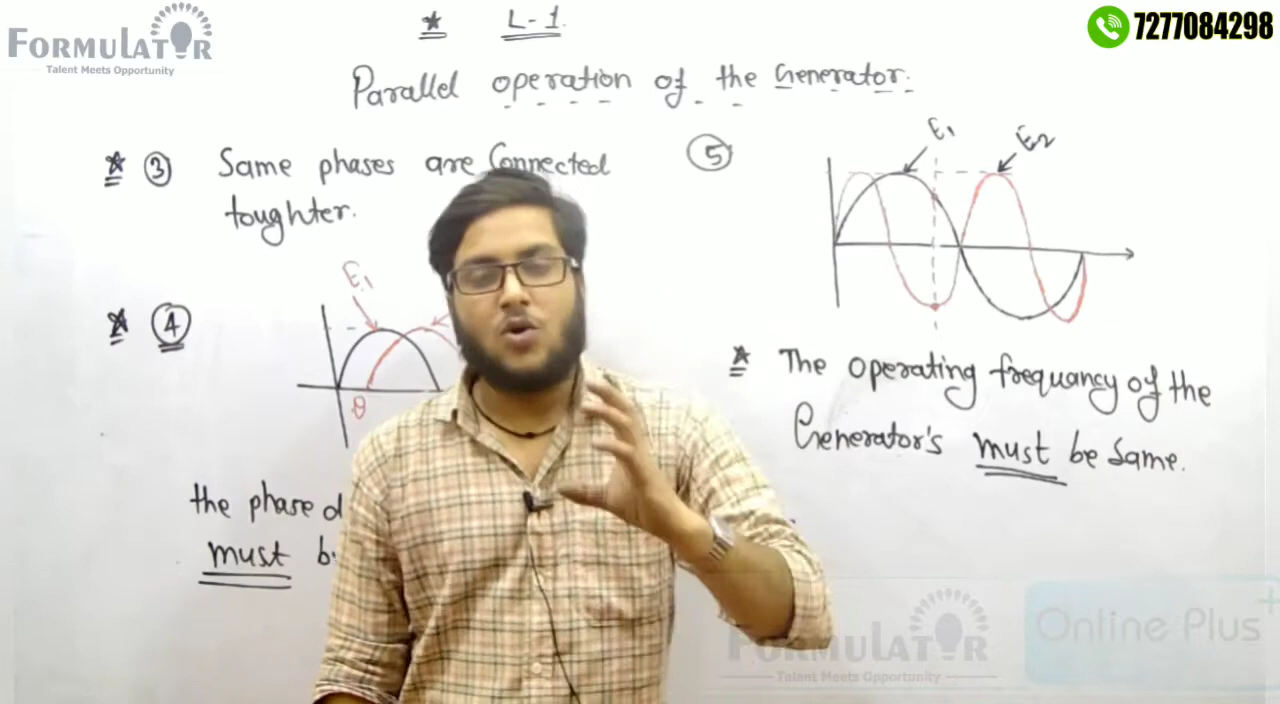 FORMULATOR
Talent Meets Opportunity
7277084298
* L-1.
Parallel operation of the Generator.
* ③ Same phases are Connected
toughter.
* ④
E1
θ
the phase d
must b
⑤
E1
E2
* The operating frequancy of the
Generator's must be same.
FORMULATOR
Talent Meets Opportunity
Online Plus+